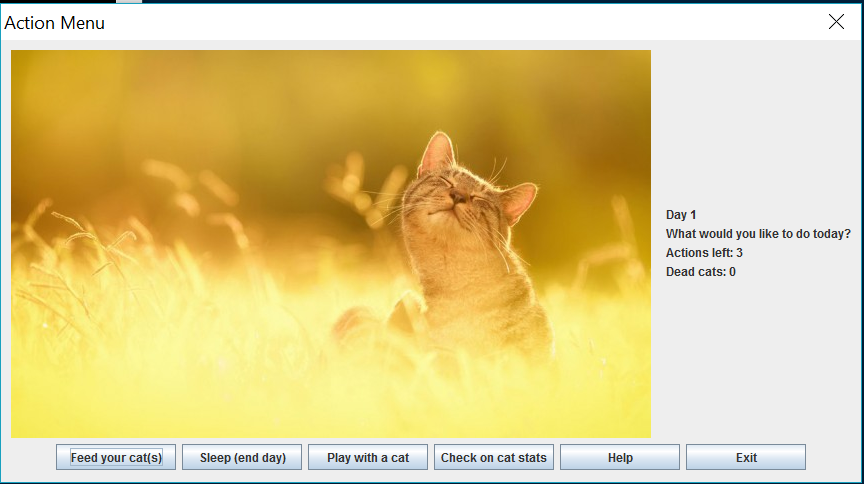 Action Menu
Day 1
What would you like to do today?
Actions left: 3
Dead cats: 0
Feed your cat(s)
Sleep (end day)
Play with a cat
Check on cat stats
Help
Exit